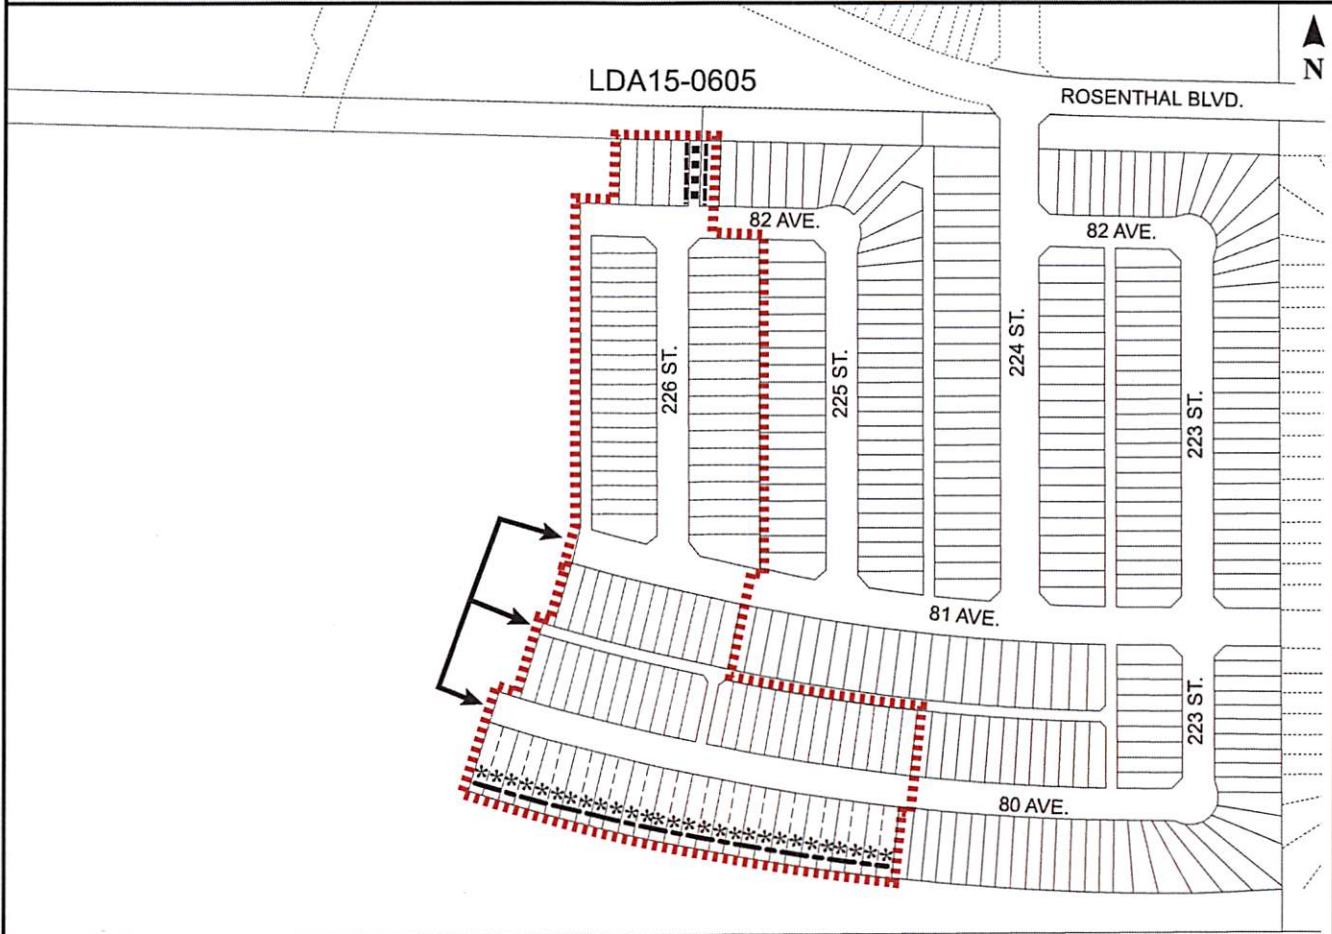 LDA15-0605
N
ROSENTHAL BLVD.
82 AVE.
82 AVE.
226 ST.
225 ST.
224 ST.
223 ST.
81 AVE.
223 ST.
80 AVE.